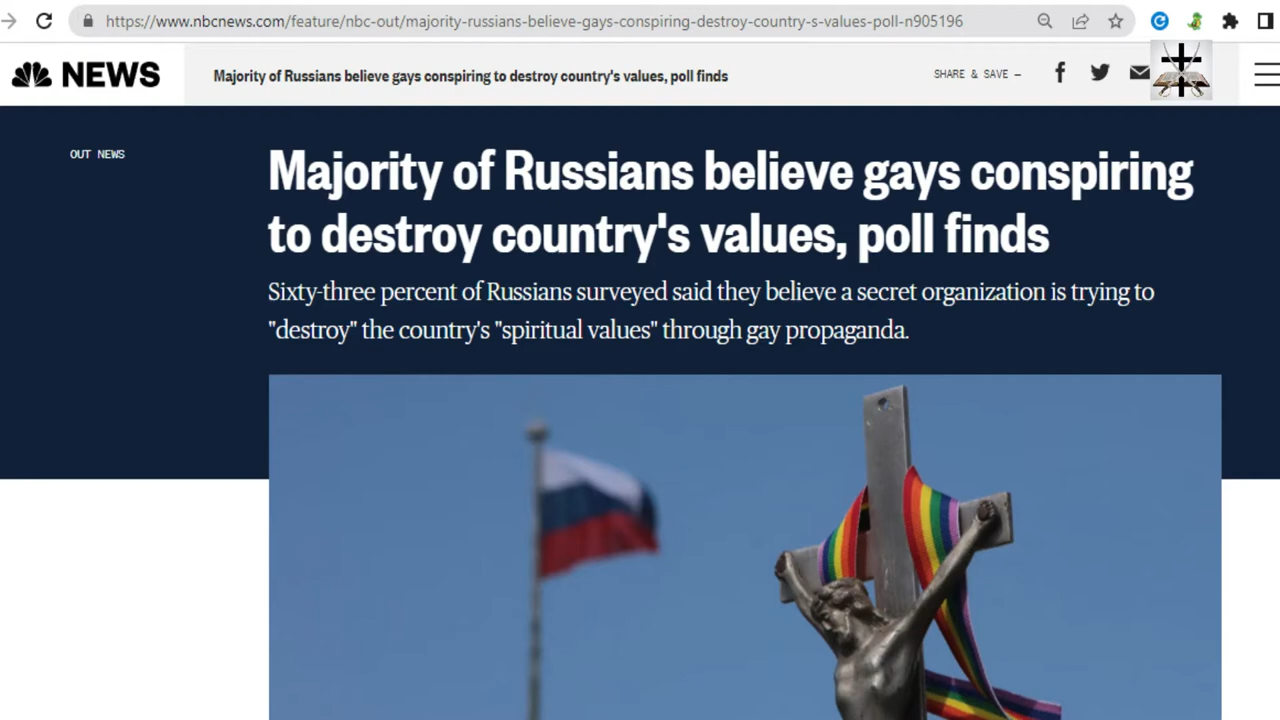 https://www.nbcnews.com/feature/nbc-out/majority-russians-believe-gays-conspiring-destroy-country-s-values-poll-n905196
NEWS
Majority of Russians believe gays conspiring to destroy country's values, poll finds
SHARE & SAVE —
OUT NEWS
Majority of Russians believe gays conspiring
to destroy country's values, poll finds
Sixty-three percent of Russians surveyed said they believe a secret organization is trying to
"destroy" the country's "spiritual values" through gay propaganda.